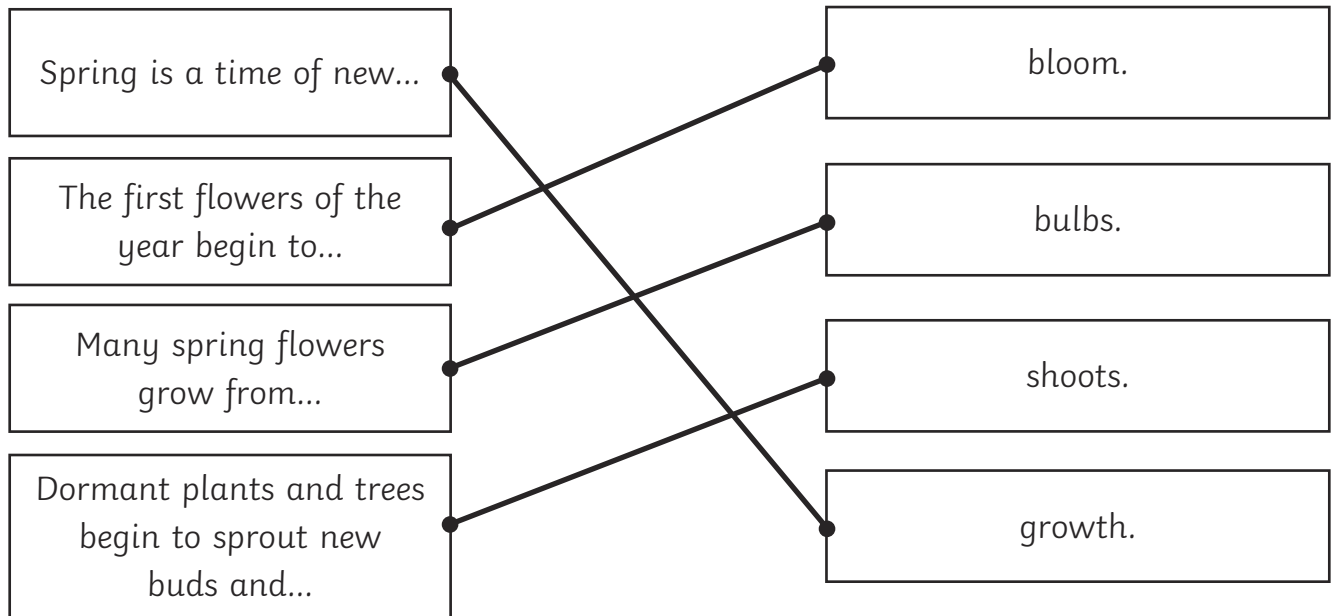 Spring is a time of new...
The first flowers of the
year begin to...
Many spring flowers
grow from...
Dormant plants and trees
begin to sprout new
buds and...
bloom.
bulbs.
shoots.
growth.